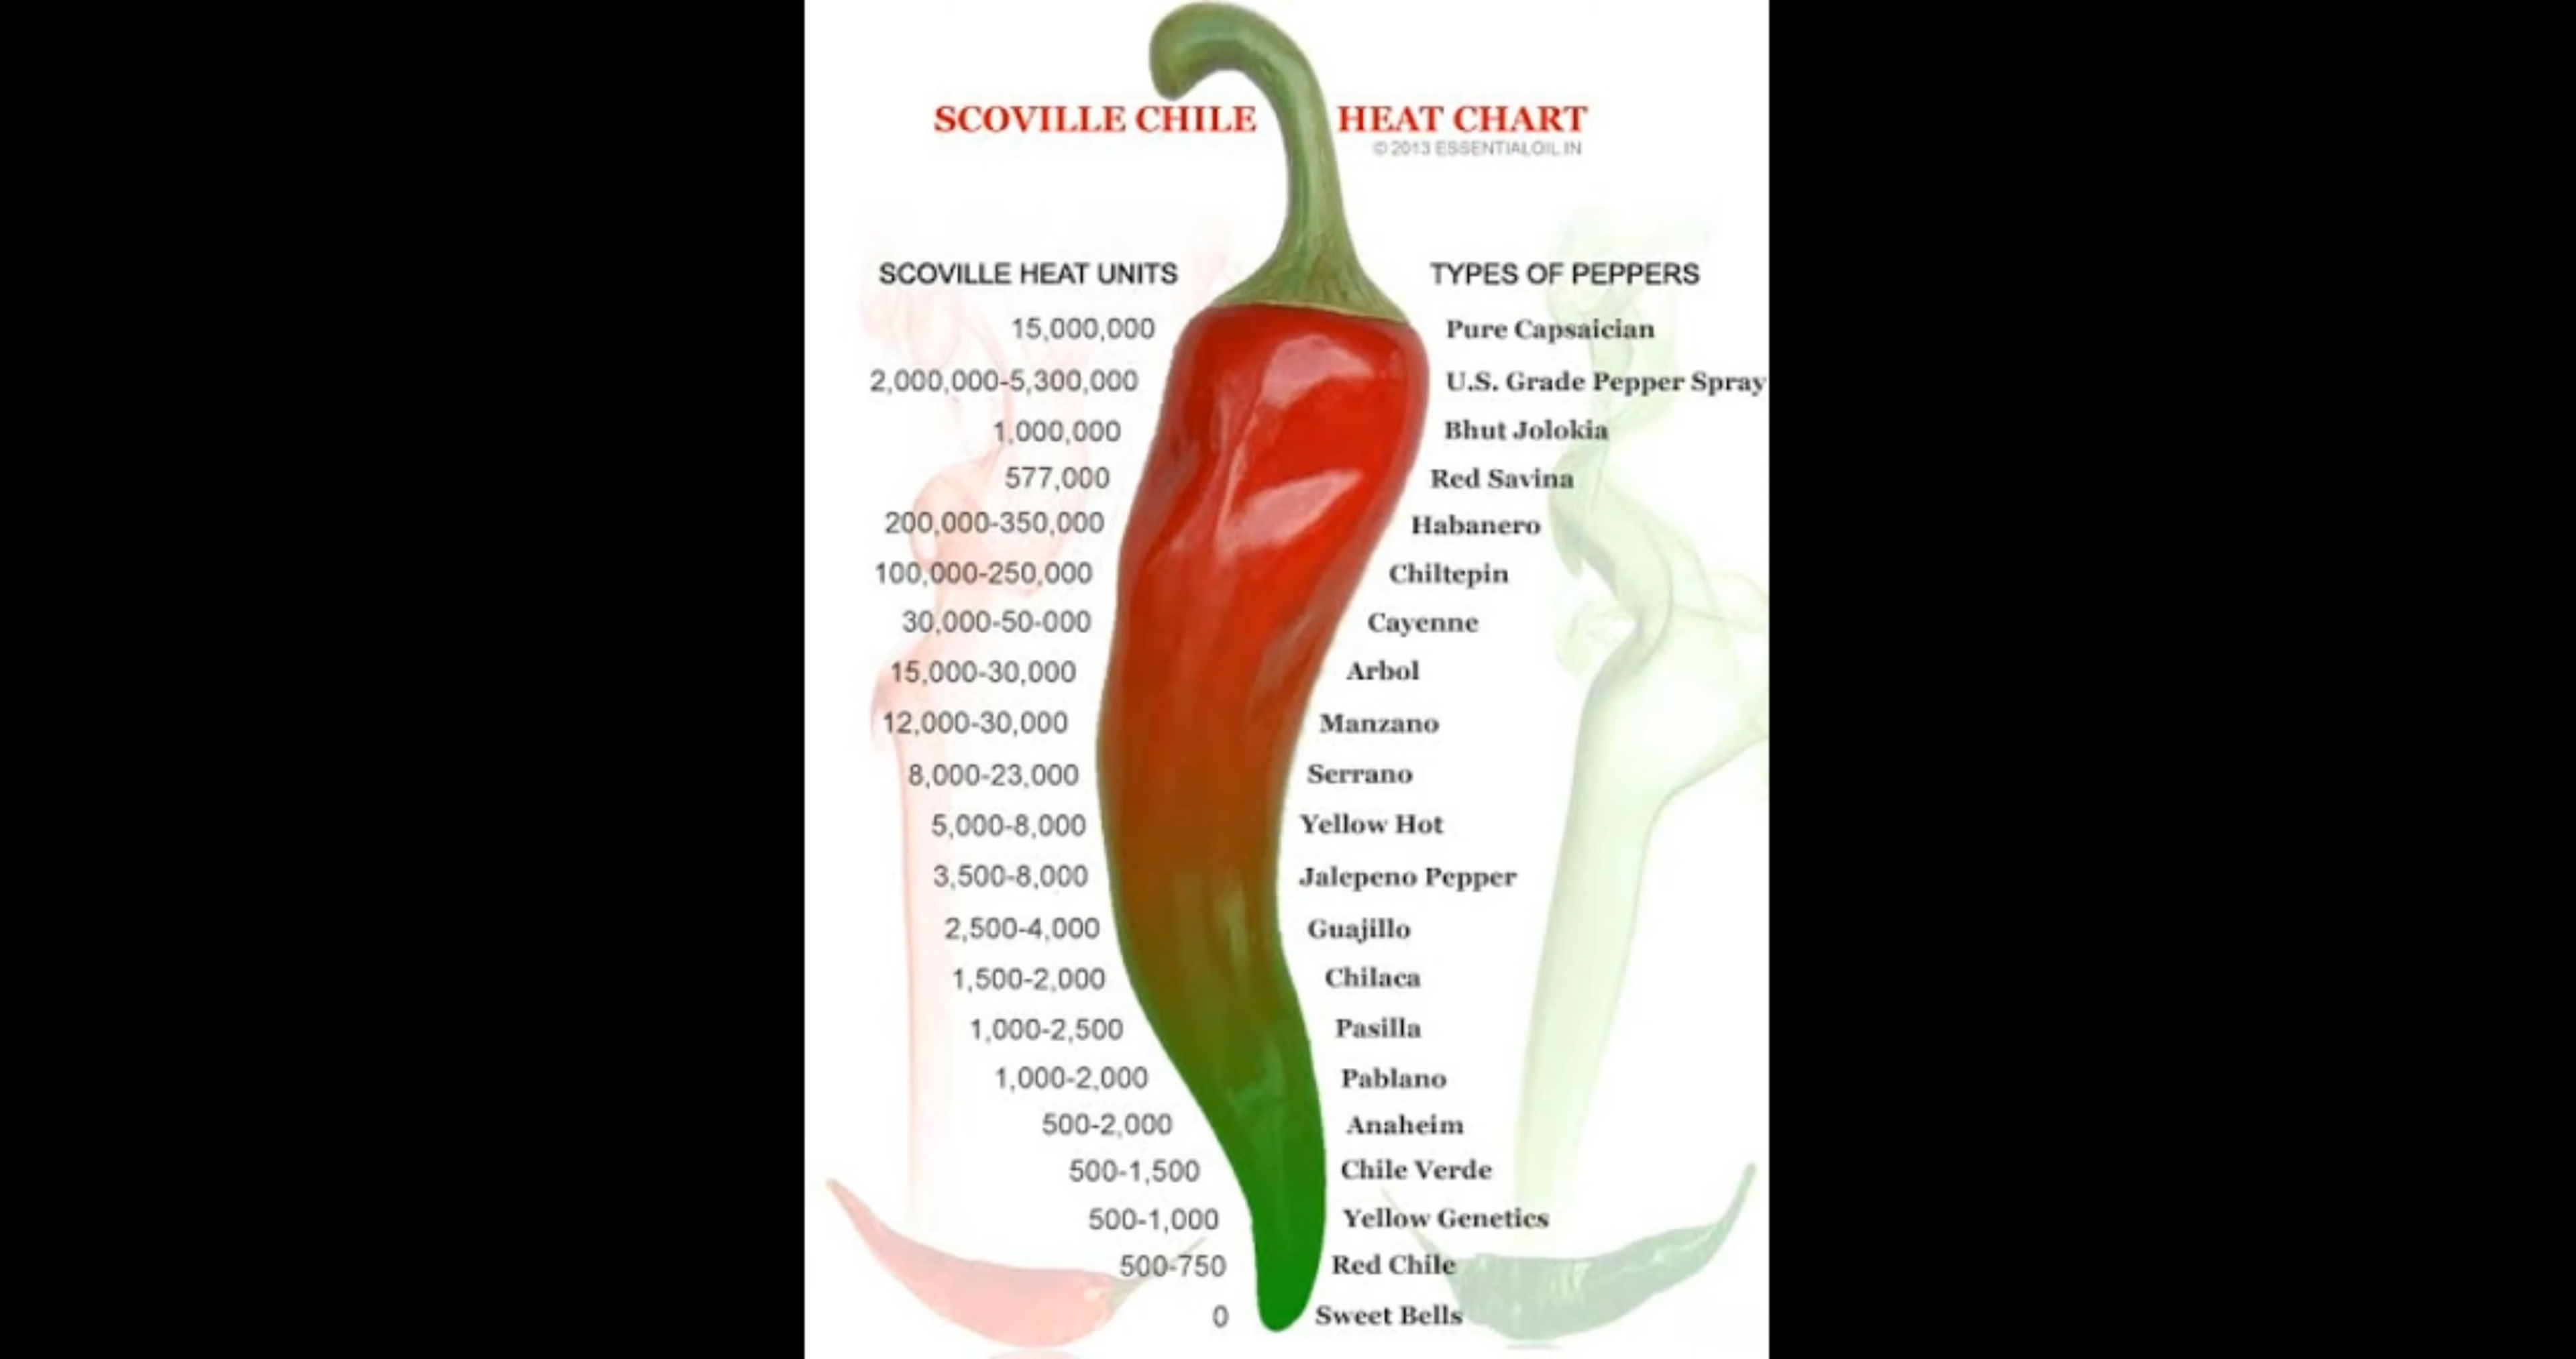 SCOVILLE CHILE HEAT CHART
© 2013 ESSENTIALOIL.IN
SCOVILLE HEAT UNITS TYPES OF PEPPERS
15,000,000 Pure Capsaician
2,000,000-5,300,000 U.S. Grade Pepper Spray
1,000,000 Bhut Jolokia
577,000 Red Savina
200,000-350,000 Habanero
100,000-250,000 Chiltepin
30,000-50-000 Cayenne
15,000-30,000 Arbol
12,000-30,000 Manzano
8,000-23,000 Serrano
5,000-8,000 Yellow Hot
3,500-8,000 Jalepeno Pepper
2,500-4,000 Guajillo
1,500-2,000 Chilaca
1,000-2,500 Pasilla
1,000-2,000 Pablano
500-2,000 Anaheim
500-1,500 Chile Verde
500-1,000 Yellow Genetics
500-750 Red Chile
0 Sweet Bells